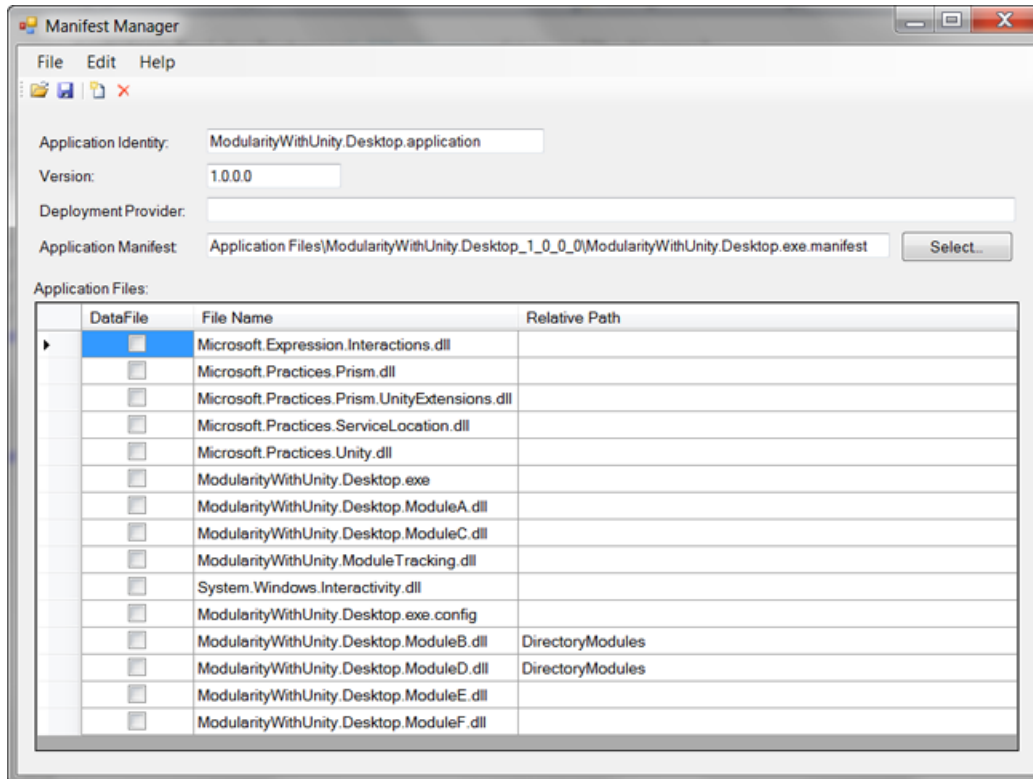 Manifest Manager
File Edit Help
Application Identity: ModularityWithUnity.Desktop.application
Version: 1.0.0.0
Deployment Provider:
Application Manifest: Application Files\ModularityWithUnity.Desktop_1_0_0_0\ModularityWithUnity.Desktop.exe.manifest Select...
Application Files:
DataFile File Name Relative Path
Microsoft.Expression.Interactions.dll
Microsoft.Practices.Prism.dll
Microsoft.Practices.Prism.UnityExtensions.dll
Microsoft.Practices.ServiceLocation.dll
Microsoft.Practices.Unity.dll
ModularityWithUnity.Desktop.exe
ModularityWithUnity.Desktop.ModuleA.dll
ModularityWithUnity.Desktop.ModuleC.dll
ModularityWithUnity.ModuleTracking.dll
System.Windows.Interactivity.dll
ModularityWithUnity.Desktop.exe.config
ModularityWithUnity.Desktop.ModuleB.dll DirectoryModules
ModularityWithUnity.Desktop.ModuleD.dll DirectoryModules
ModularityWithUnity.Desktop.ModuleE.dll
ModularityWithUnity.Desktop.ModuleF.dll